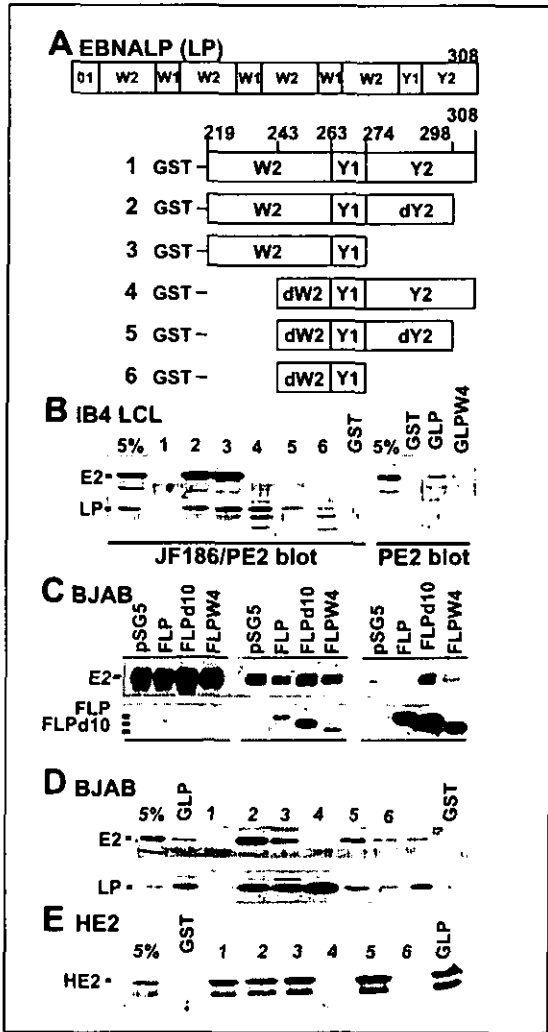 A EBNALP (LP)
308
01 W2 W1 W2 W1 W2 W1 W2 Y1 Y2
308
219 243 263 274 298
1 GST W2 Y1 Y2
2 GST W2 Y1 dY2
3 GST W2 Y1
4 GST dW2 Y1 Y2
5 GST dW2 Y1 dY2
6 GST dW2 Y1
B IB4 LCL
5% 1 2 3 4 5 6 GST 5% GST GLP GLPW4
E2
LP
JF186/PE2 blot PE2 blot
C BJAB
pSG5 FLP FLPd10 FLPW4 pSG5 FLP FLPd10 FLPW4 pSG5 FLP FLPd10 FLPW4
E2
FLP
FLPd10
D BJAB
5% GLP 1 2 3 4 5 6 GST
E2
LP
E HE2
5% GST 1 2 3 4 5 6 GLP
HE2